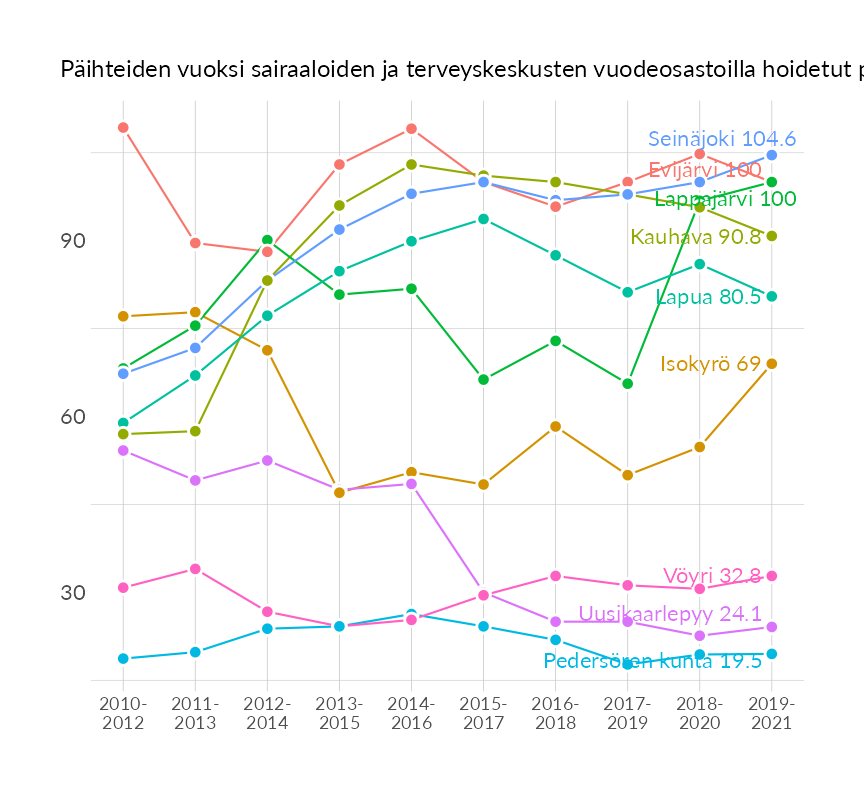 Päihteiden vuoksi sairaaloiden ja terveyskeskusten vuodeosastoilla hoidetut
Seinäjoki 104.6
Evijärvi 100
Lappajärvi 100
90
Kauhava 90.8
Lapua 80.5
Isokyrö 69
60
30
Vöyri 32.8
Uusikaarlepyy 24.1
Pedersören kunta 19.5
2010- 2011- 2012- 2013- 2014- 2015- 2016- 2017- 2018- 2019-
2012 2013 2014 2015 2016 2017 2018 2019 2020 2021